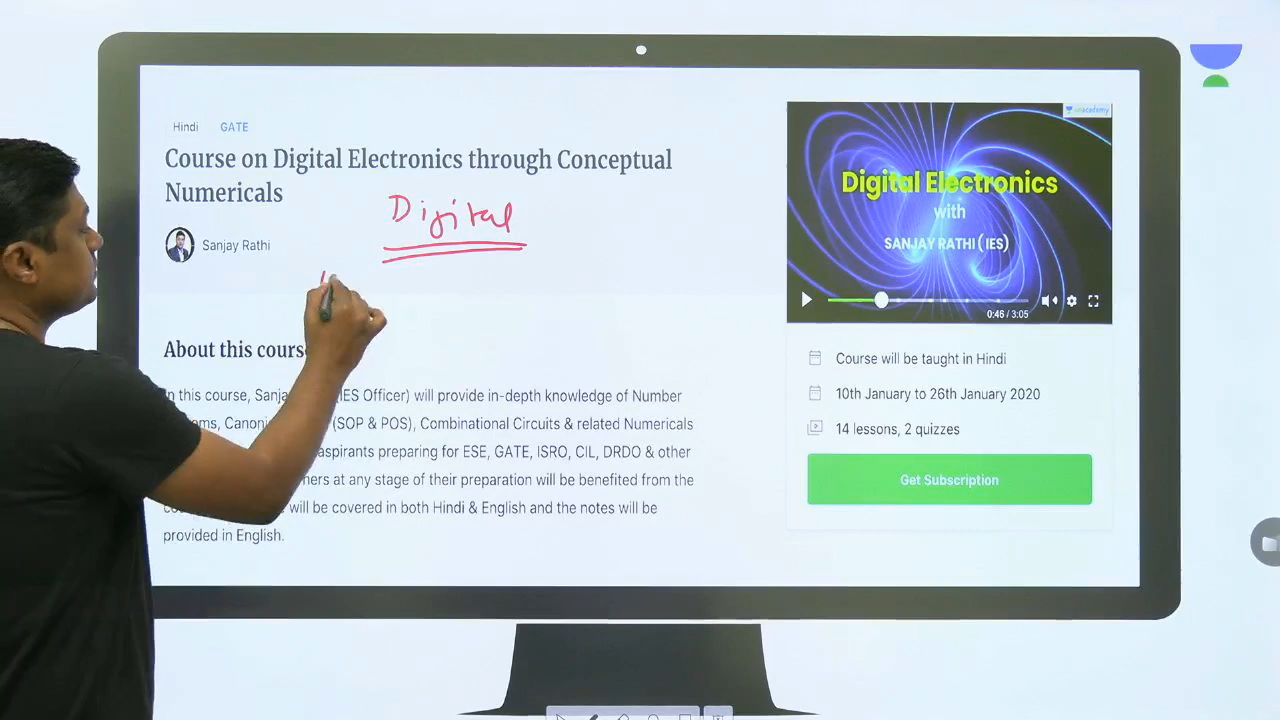 Hindi GATE
Course on Digital Electronics through Conceptual
Numericals
Digital
Sanjay Rathi
About this cours
In this course, Sanja (IES Officer) will provide in-depth knowledge of Number
oms, Canoni (SOP & POS), Combinational Circuits & related Numericals
aspirants preparing for ESE, GATE, ISRO, CIL, DRDO & other
ners at any stage of their preparation will be benefited from the
will be covered in both Hindi & English and the notes will be
provided in English.
unacademy
Digital Electronics
with
SANJAY RATHI (IES)
0:46 / 3:05
Course will be taught in Hindi
10th January to 26th January 2020
14 lessons, 2 quizzes
Get Subscription